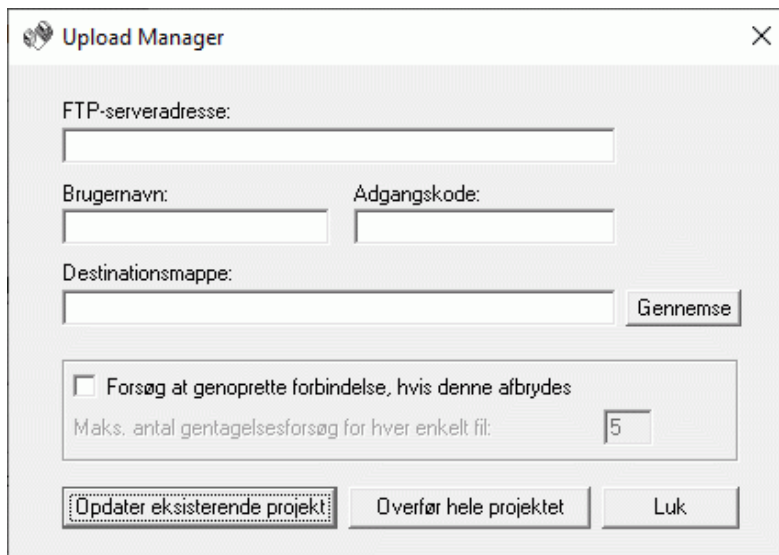 Upload Manager
FTP-serveradresse:
Brugernavn:
Adgangskode:
Destinationsmappe:
Gennemse
Forsøg at genoprette forbindelse, hvis denne afbrydes
Maks. antal gentagelsesforsøg for hver enkelt fil:
5
Opdater eksisterende projekt
Overfør hele projektet
Luk